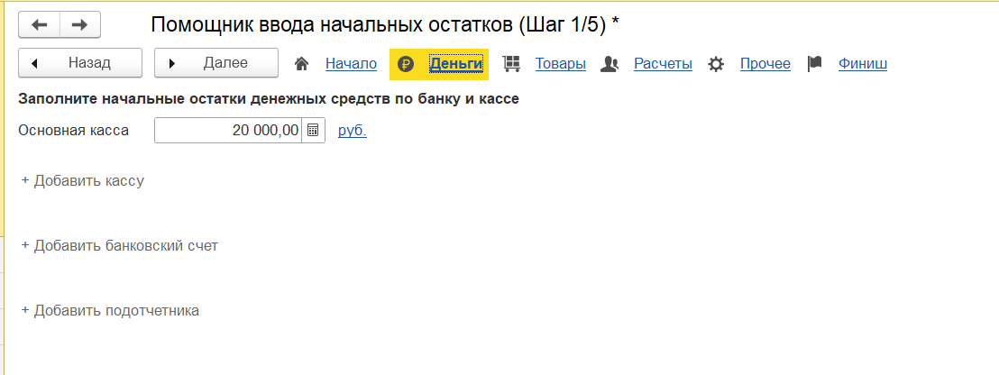 Помощник ввода начальных остатков (Шаг 1/5) *
Назад Далее Начало Деньги Товары Расчеты Прочее Финиш
Заполните начальные остатки денежных средств по банку и кассе
Основная касса 20 000,00 руб.
+ Добавить кассу
+ Добавить банковский счет
+ Добавить подотчетника